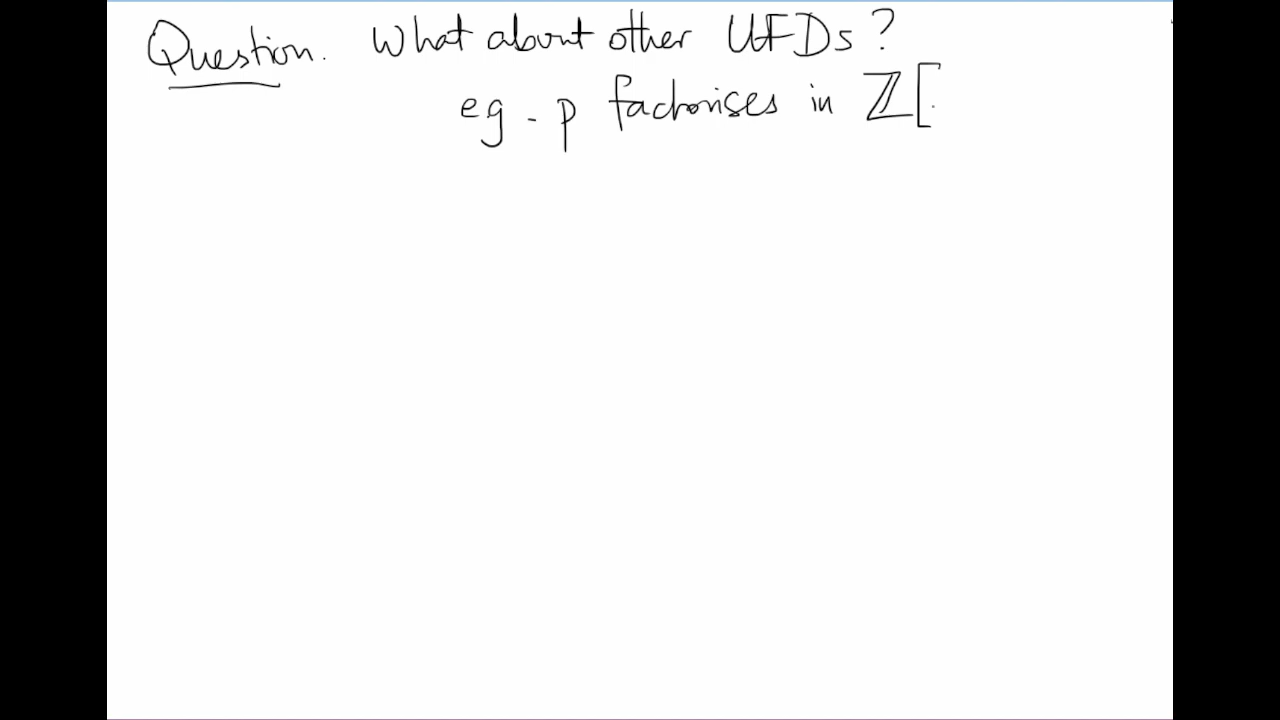 Question. What about other UFDs?
eg. p factorises in ℤ[